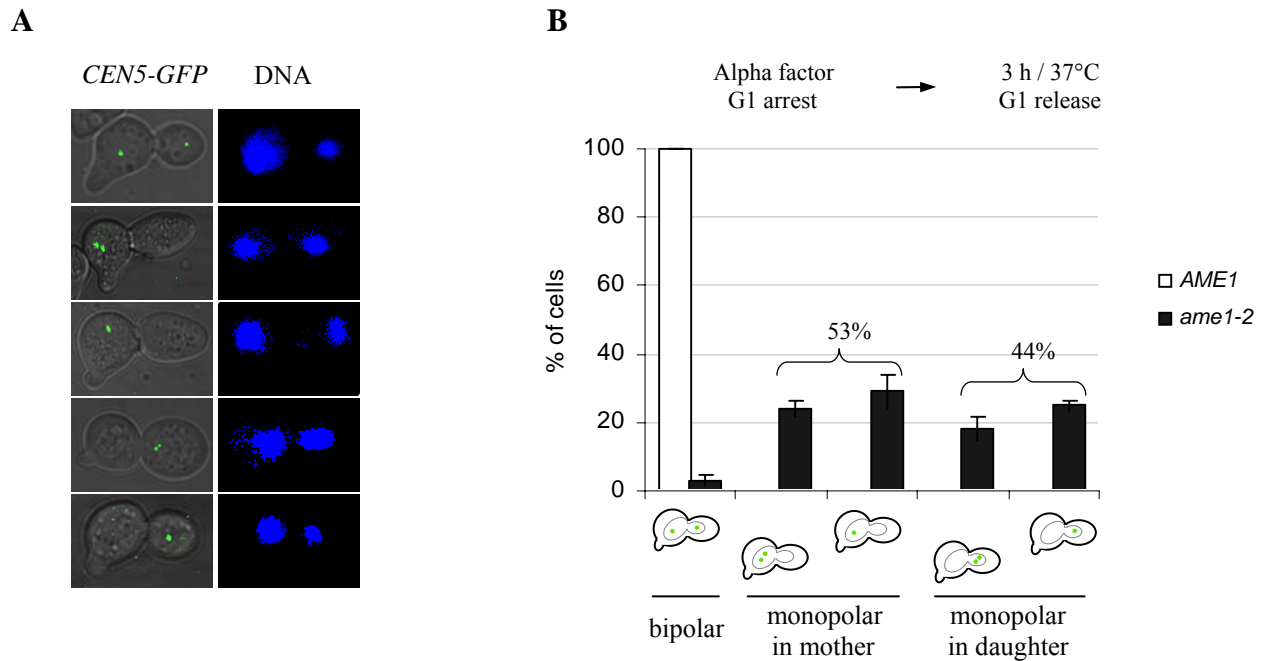 A
CEN5-GFP DNA
B
Alpha factor
G1 arrest
3 h / 37°C
G1 release
% of cells
100
80
60
40
20
0
53%
44%
AME1
ame1-2
bipolar
monopolar
in mother
monopolar
in daughter